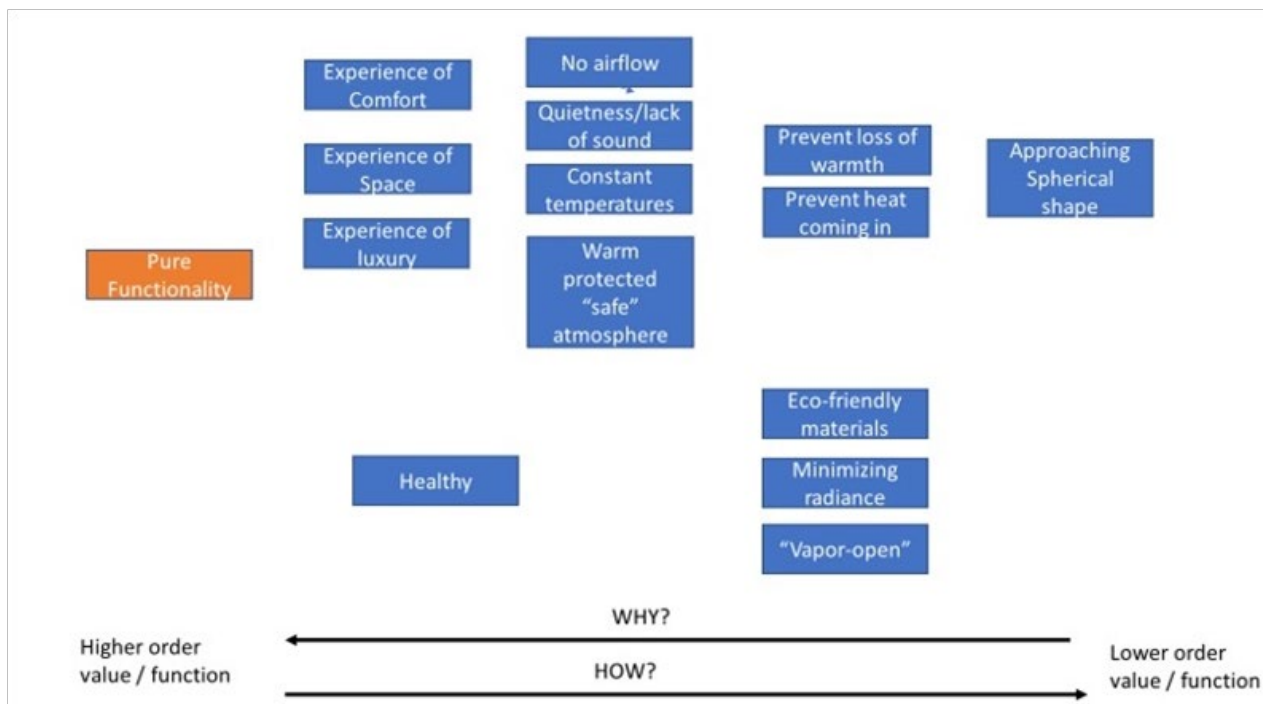 Pure
Functionality
Experience of
Comfort
Experience of
Space
Experience of
luxury
Healthy
No airflow
Quietness/lack
of sound
Constant
temperatures
Warm
protected
“safe”
atmosphere
Prevent loss of
warmth
Prevent heat
coming in
Eco-friendly
materials
Minimizing
radiance
“Vapor-open”
Approaching
Spherical
shape
WHY?
Higher order
value / function
HOW?
Lower order
value / function